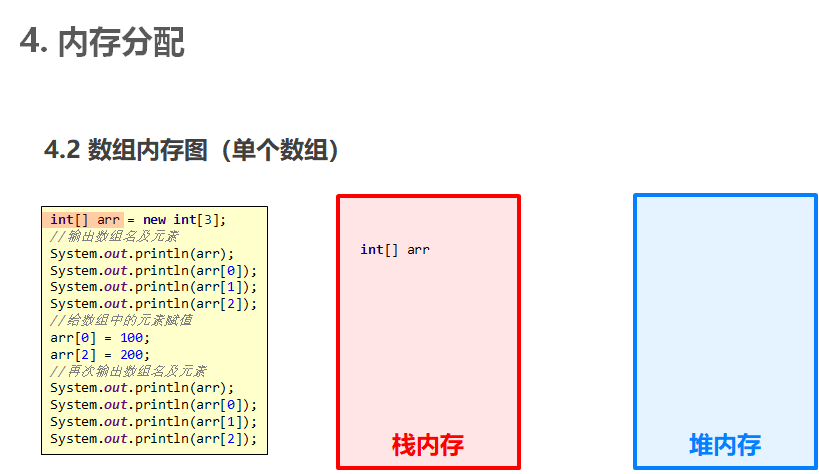 4. 内存分配
4.2 数组内存图（单个数组）
int[] arr = new int[3];
//输出数组名及元素
System.out.println(arr);
System.out.println(arr[0]);
System.out.println(arr[1]);
System.out.println(arr[2]);
//给数组中的元素赋值
arr[0] = 100;
arr[2] = 200;
//再次输出数组名及元素
System.out.println(arr);
System.out.println(arr[0]);
System.out.println(arr[1]);
System.out.println(arr[2]);
int[] arr
栈内存
堆内存